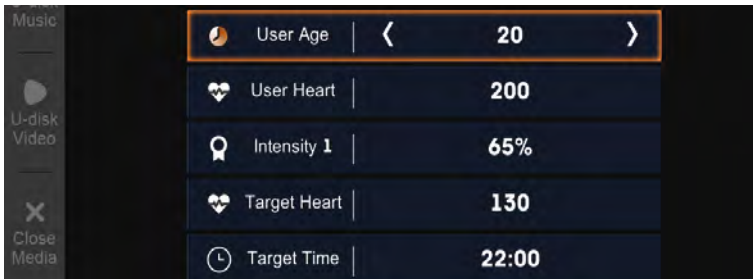 Music
U-disk
Video
Close
Media
User Age 20
User Heart 200
Intensity 1 65%
Target Heart 130
Target Time 22:00